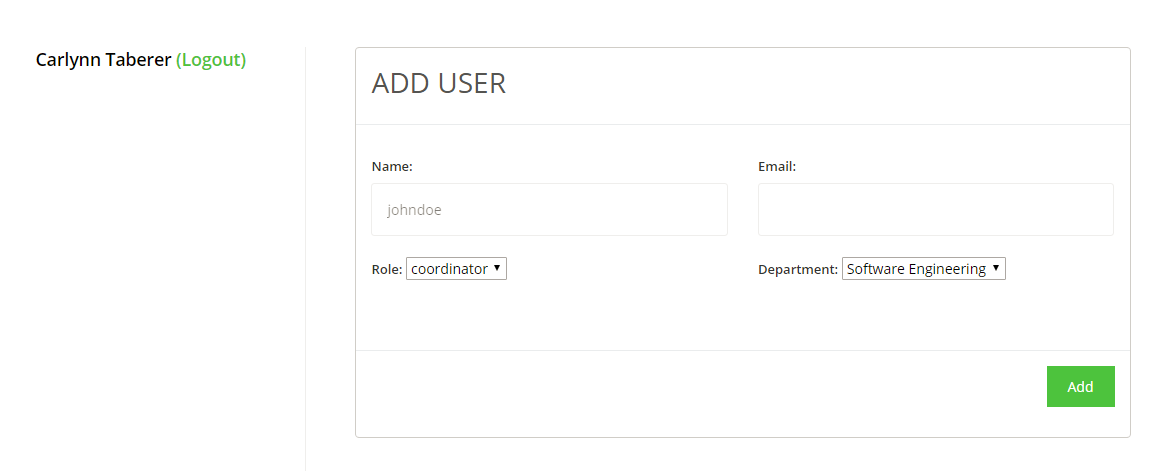 Carlynn Taberer (Logout)
ADD USER
Name:
johndoe
Email:
Role: coordinator
Department: Software Engineering
Add